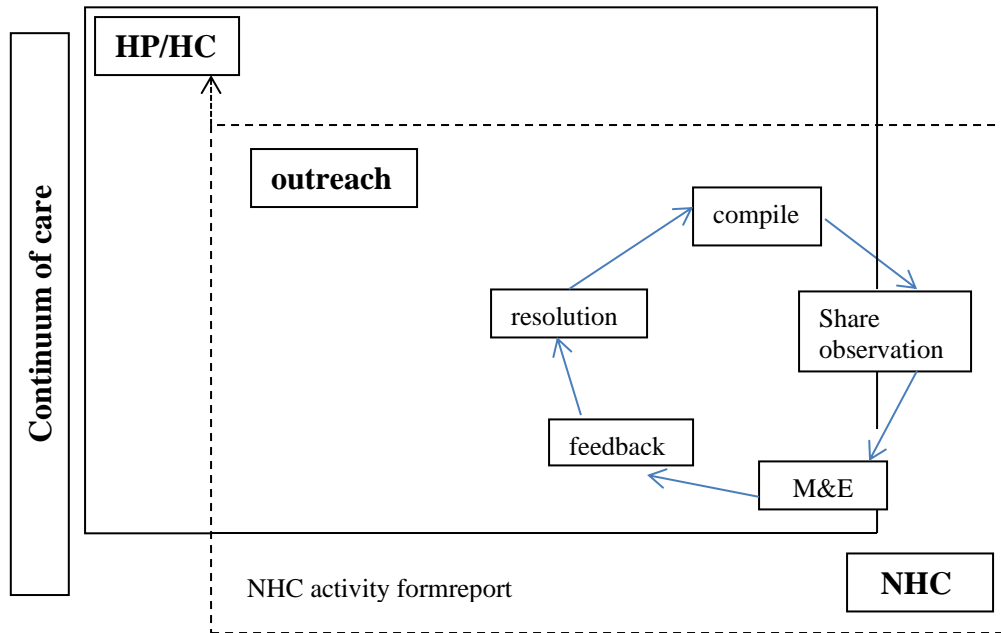 HP/HC
Continuum of care
outreach
compile
resolution
Share
observation
feedback
M&E
NHC activity formreport
NHC